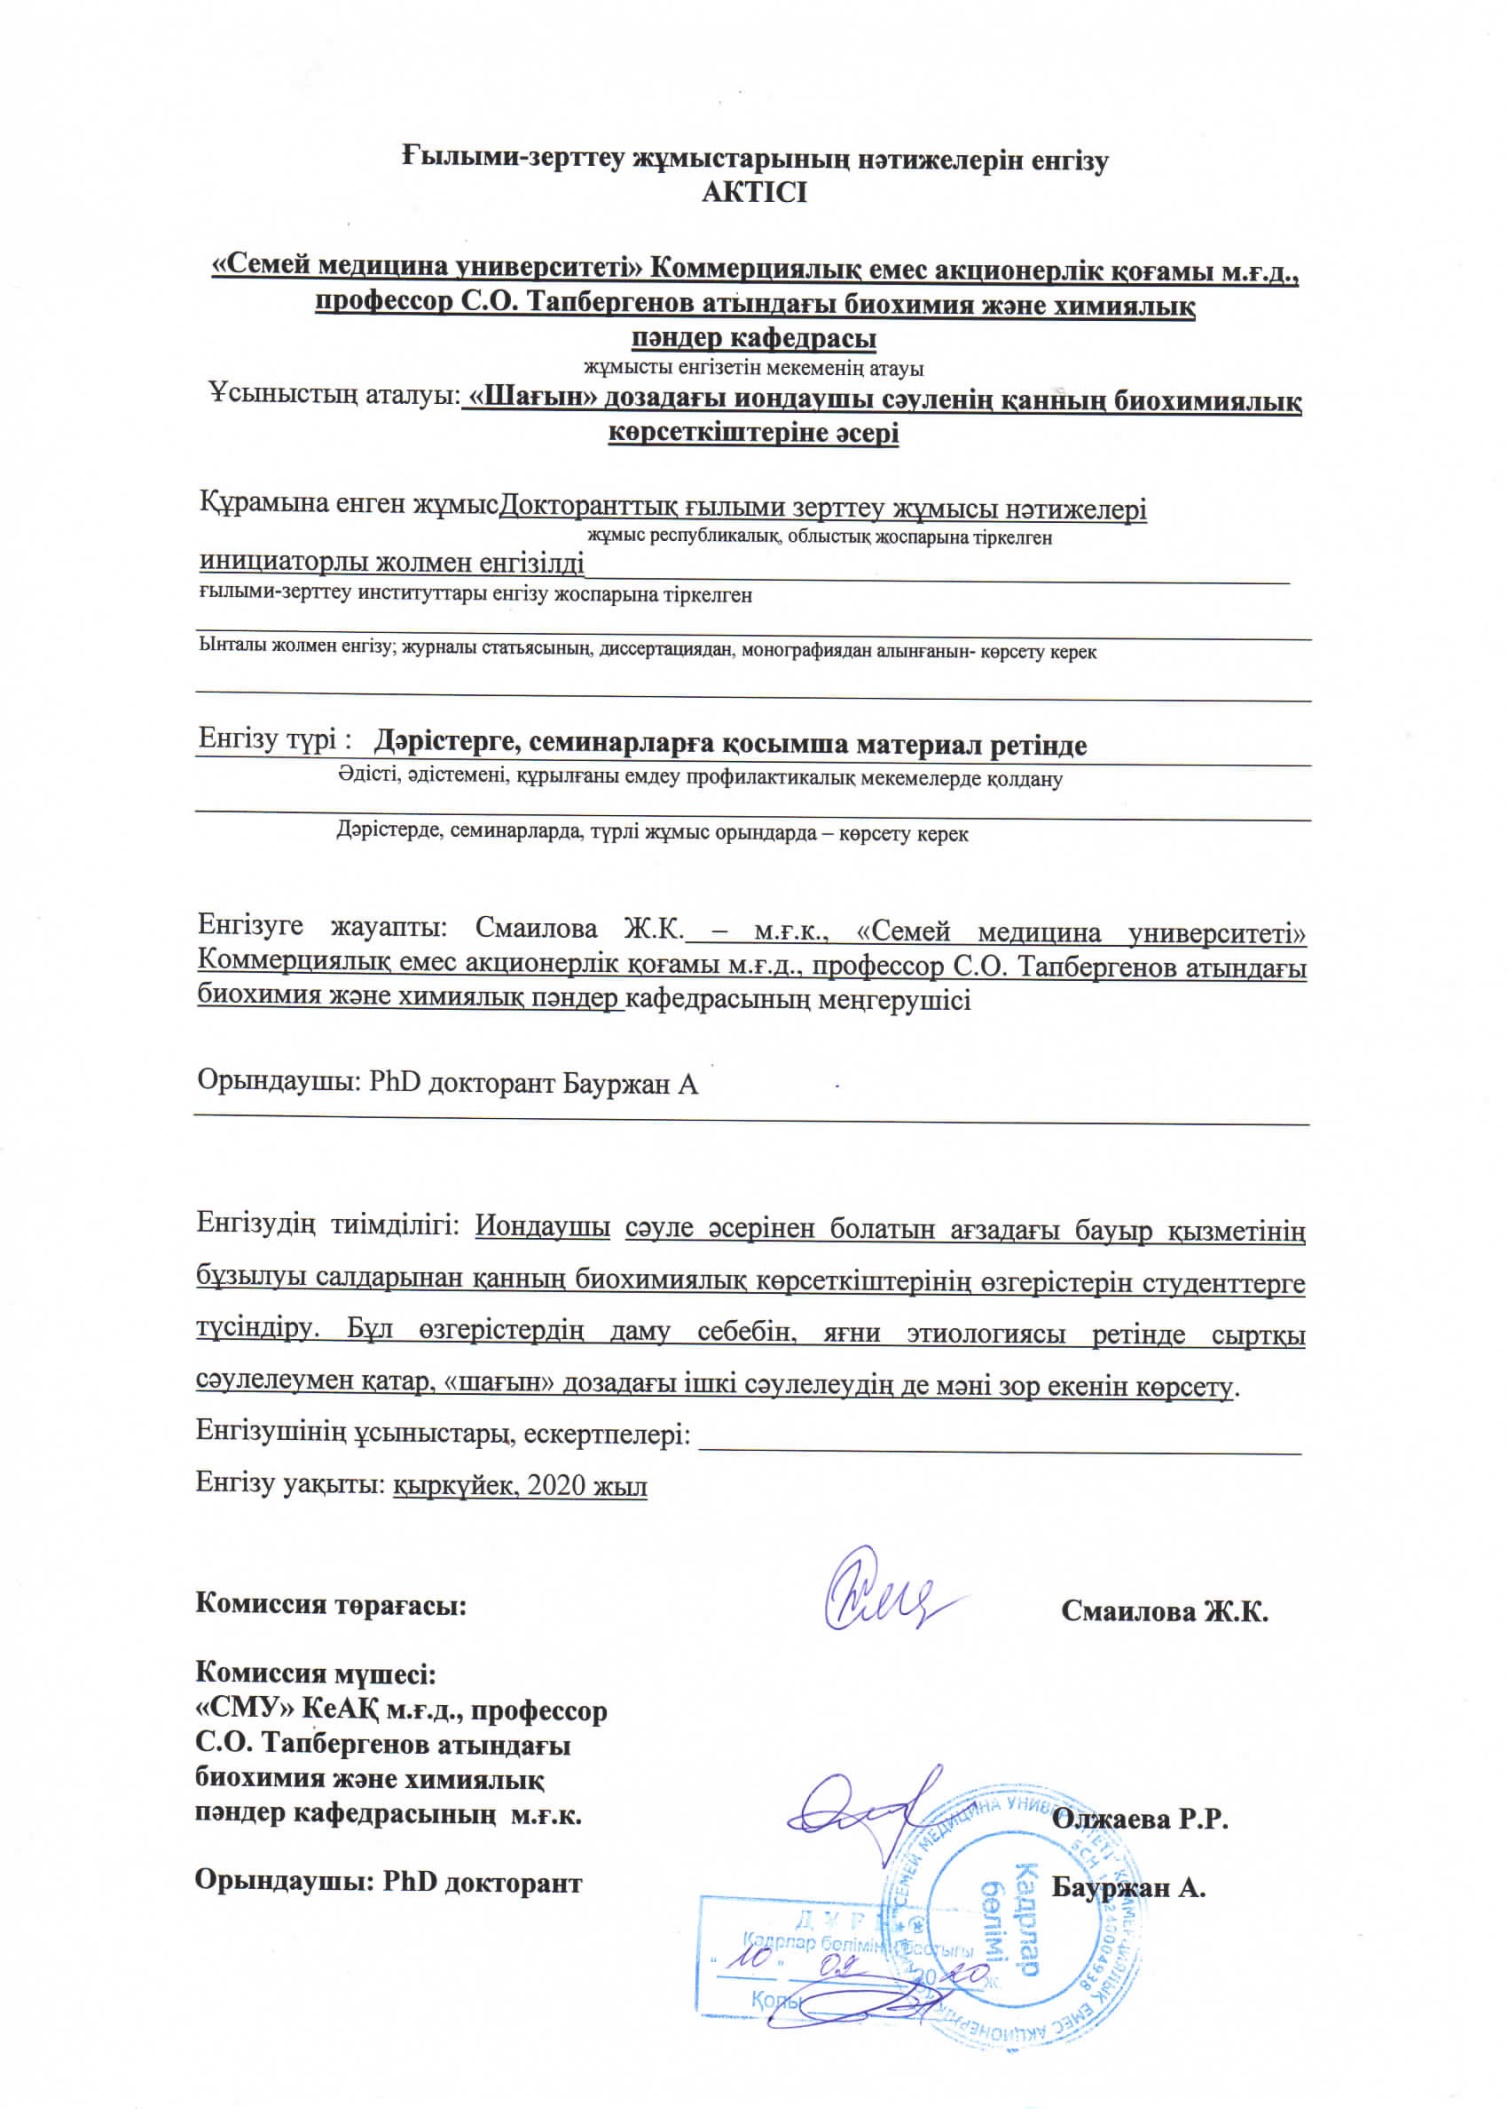 Ғылыми-зерттеу жұмыстарының нәтижелерін енгізу
АКТІСІ
«Семей медицина университеті» Коммерциялық емес акционерлік қоғамы м.ғ.д.,
профессор С.О. Тапбергенов атындағы биохимия және химиялық
пәндер кафедрасы
жұмысты енгізетін мекеменің атауы
Ұсыныстың аталуы: «Шағын» дозадағы иондаушы сәуленің қанның биохимиялық
көрсеткіштеріне әсері
Құрамына енген жұмысДокторанттық ғылыми зерттеу жұмысы нәтижелері
жұмыс республикалық, облыстық жоспарына тіркелген
инициаторлы жолмен енгізілді
ғылыми-зерттеу институттары енгізу жоспарына тіркелген
Ынталы жолмен енгізу; журналы статьясының, диссертациядан, монографиядан алынғанын- көрсету керек
Енгізу түрі : Дәрістерге, семинарларға қосымша материал ретінде
Әдісті, әдістемені, құрылғаны емдеу профилактикалық мекемелерде қолдану
Дәрістерде, семинарларда, түрлі жұмыс орындарда – көрсету керек
Енгізуге жауапты: Смаилова Ж.К. – м.ғ.к., «Семей медицина университеті»
Коммерциялық емес акционерлік қоғамы м.ғ.д., профессор С.О. Тапбергенов атындағы
биохимия және химиялық пәндер кафедрасының меңгерушісі
Орындаушы: PhD докторант Бауржан А
Енгізудің тиімділігі: Иондаушы сәуле әсерінен болатын ағзадағы бауыр қызметінің
бұзылуы салдарынан қанның биохимиялық көрсеткіштерінің өзгерістерін студенттерге
түсіндіру. Бұл өзгерістердің даму себебін, яғни этиологиясы ретінде сыртқы
сәулелеумен қатар, «шағын» дозадағы ішкі сәулелеудің де мәні зор екенін көрсету.
Енгізушінің ұсыныстары, ескертпелері:
Енгізу уақыты: қыркүйек, 2020 жыл
Комиссия төрағасы: Смаилова Ж.К.
Комиссия мүшесі:
«СМУ» КеАҚ м.ғ.д., профессор
С.О. Тапбергенов атындағы
биохимия және химиялық
пәндер кафедрасының м.ғ.к. Олжаева Р.Р.
Орындаушы: PhD докторант Бауржан А.
"СЕМЕЙ МЕДИЦИНА УНИВЕРСИТЕТІ" КОММЕРЦИЯЛЫҚ ЕМЕС АКЦИОНЕРЛІК
Кадрлар
бөлімі
Кадрлар бөлімінің бастығы
"10" 09 2020 ж.
Қолы